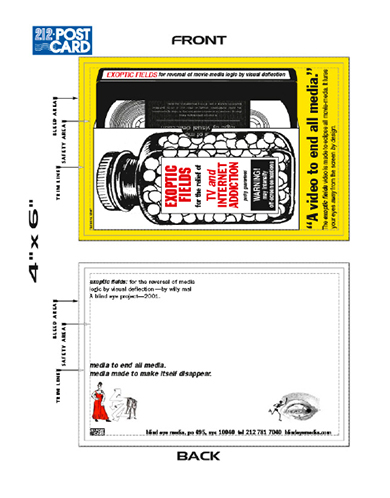 212-POST
CARD
FRONT
4"x6"
BLEED AREA
SAFETY AREA
TRIM LINE
EXOPTIC FIELDS for reversal of movie-media logic by visual deflection
EXOPTIC
FIELDS
for the relief of
TV and
INTERNET
ADDICTION
WARNING!
"A video to end all media."
The exoptic fields video is made to eclipse all movie-media. It turns
your eyes away from the screen by design.
BLEED AREA
SAFETY AREA
TRIM LINE
exoptic fields: for the reversal of media
logic by visual deflection—by willy mal
A blind eye project—2001.
media to end all media.
media made to make itself disappear.
blind eye media, po 895, nyc 10040 tel 212 781 7040 blindeyemedia.com
BACK